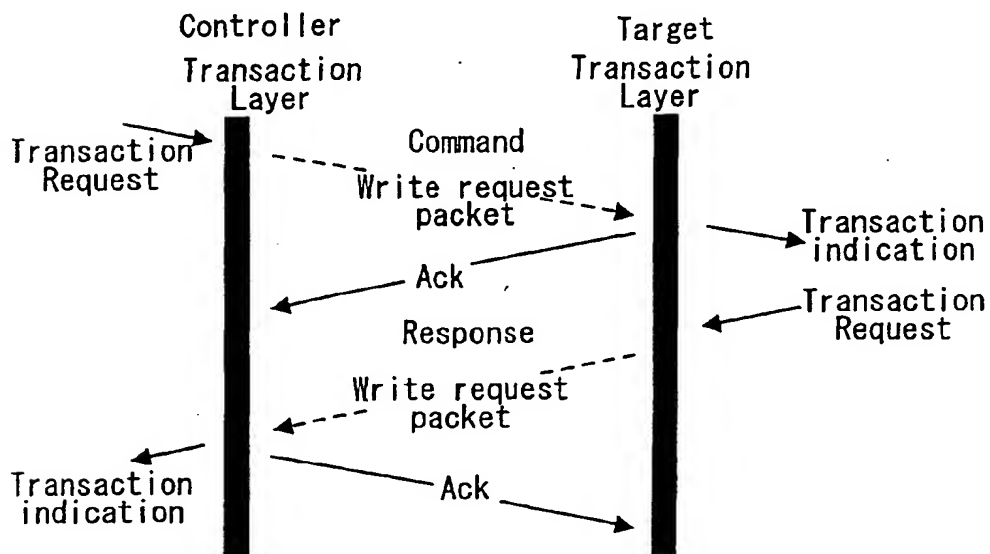 Controller
Transaction
Layer
Target
Transaction
Layer
Transaction
Request
Command
Write request
packet
Transaction
indication
Ack
Transaction
Request
Response
Write request
packet
Transaction
indication
Ack